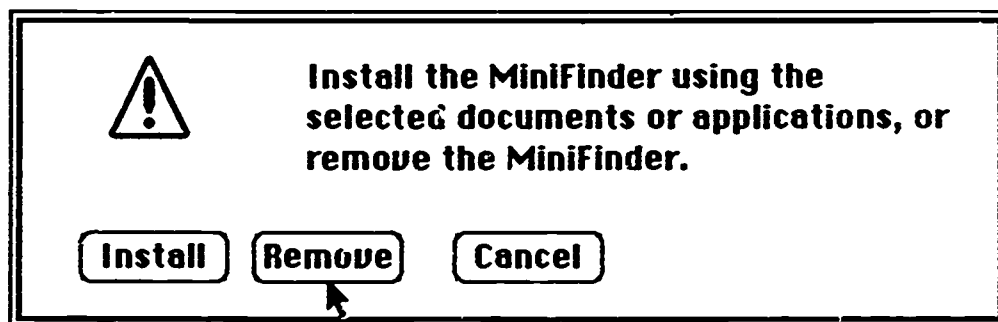 Install the MiniFinder using the
selected documents or applications, or
remove the MiniFinder.
Install Remove Cancel